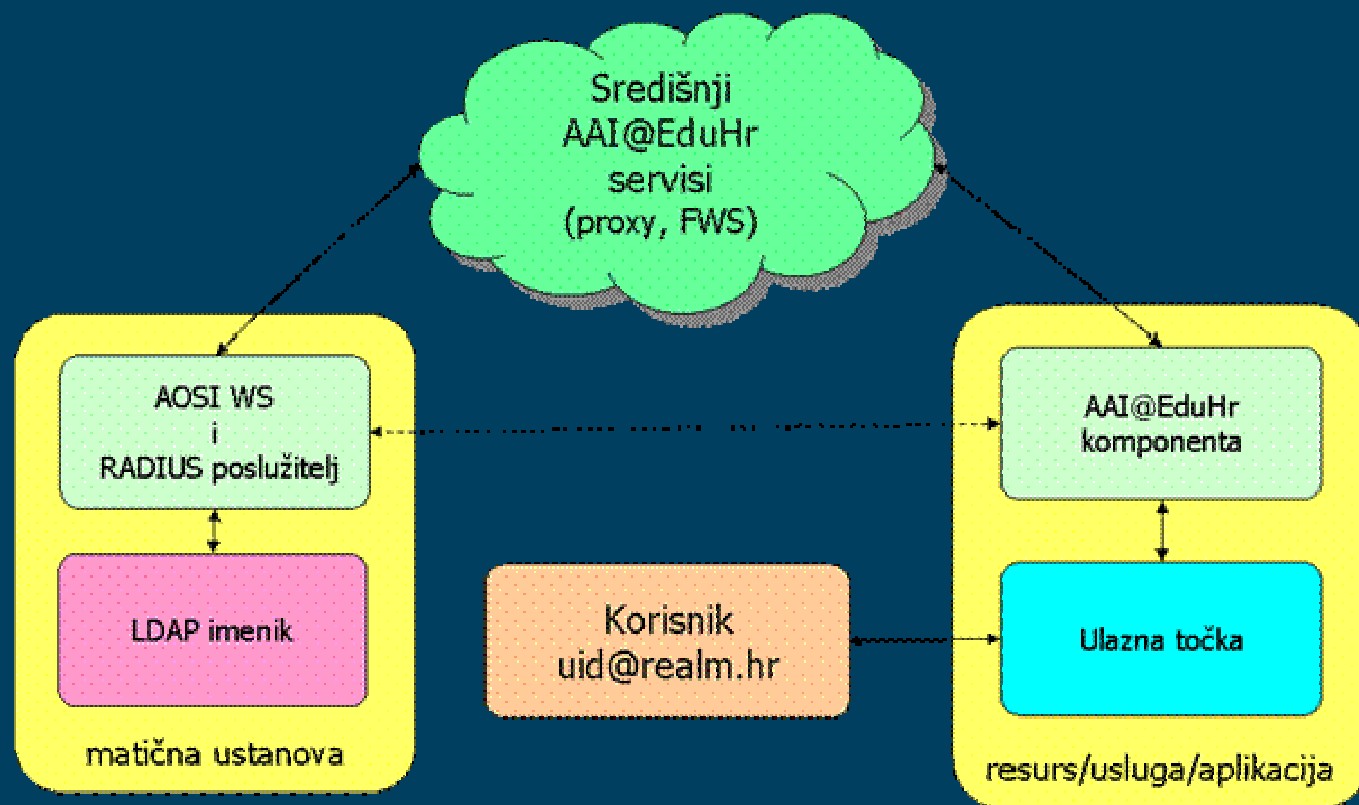 Središnji
AAI@EduHr
servisi
(proxy, FWS)
AOSI WS
i
RADIUS poslužitelj
LDAP imenik
matična ustanova
Korisnik
uid@realm.hr
AAI@EduHr
komponenta
Ulazna točka
resurs/usluga/aplikacija